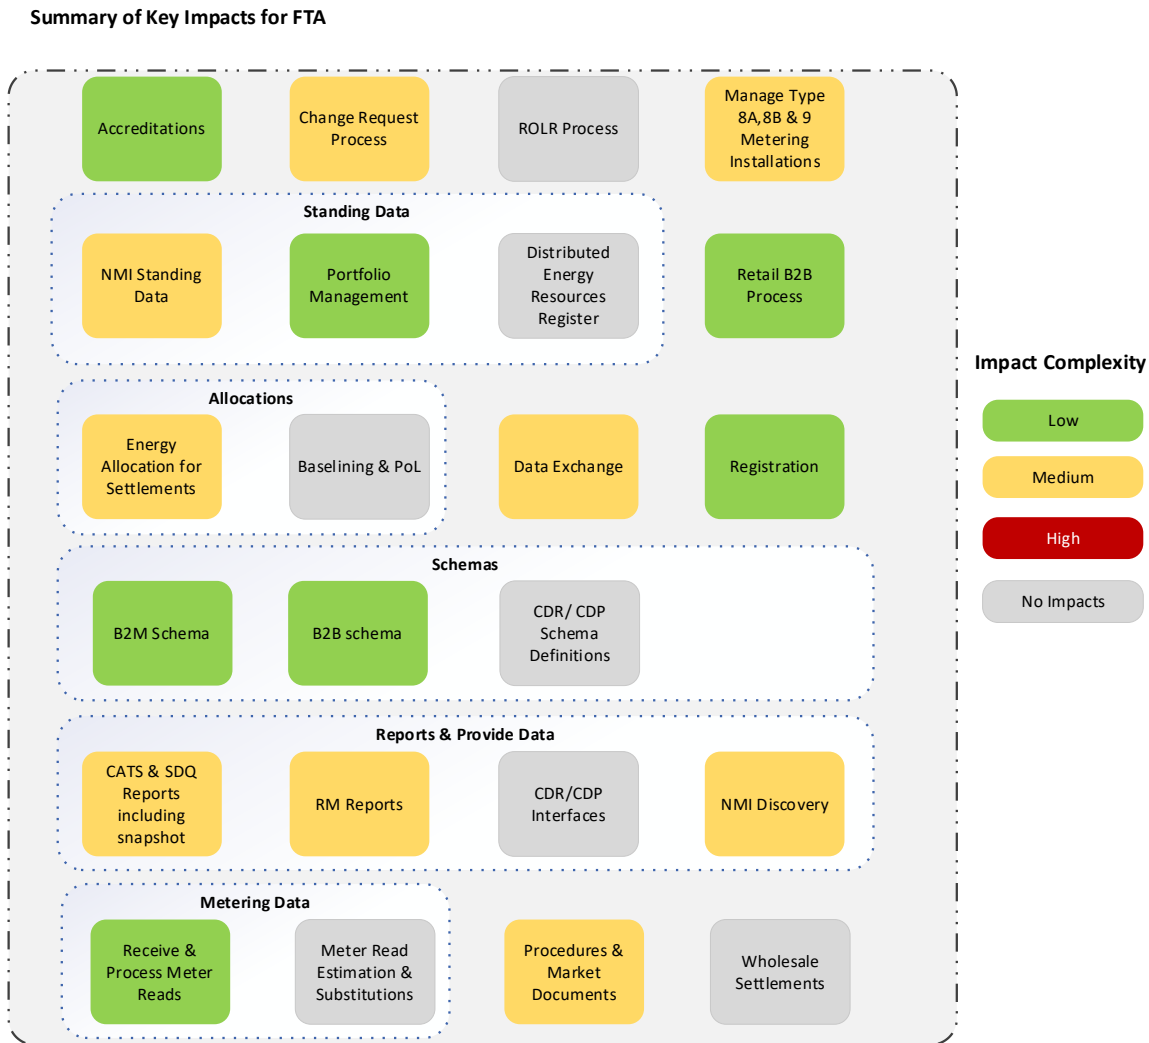 Summary of Key Impacts for FTA
Accreditations
Change Request
Process
ROLR Process
Manage Type
8A,8B & 9
Metering
Installations
Standing Data
NMI Standing
Data
Portfolio
Management
Distributed
Energy
Resources
Register
Retail B2B
Process
Allocations
Energy
Allocation for
Settlements
Baselining & PoL
Data Exchange
Registration
Schemas
B2M Schema
B2B schema
CDR/ CDP
Schema
Definitions
Reports & Provide Data
CATS & SDQ
Reports
including
snapshot
RM Reports
CDR/CDP
Interfaces
NMI Discovery
Metering Data
Receive &
Process Meter
Reads
Meter Read
Estimation &
Substitutions
Procedures &
Market
Documents
Wholesale
Settlements
Impact Complexity
Low
Medium
High
No Impacts